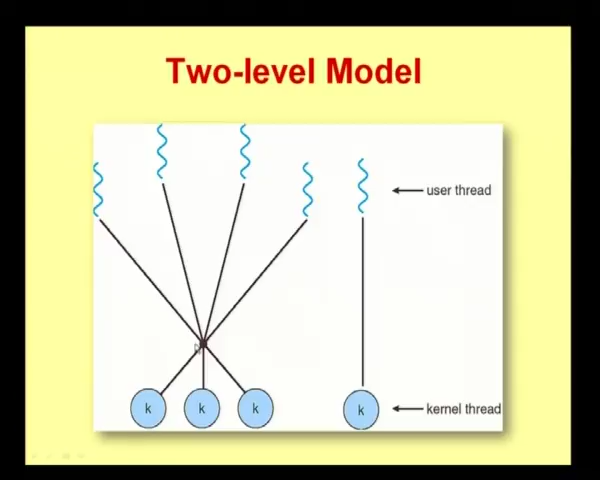 Two-level Model
user thread
k k k k
kernel thread